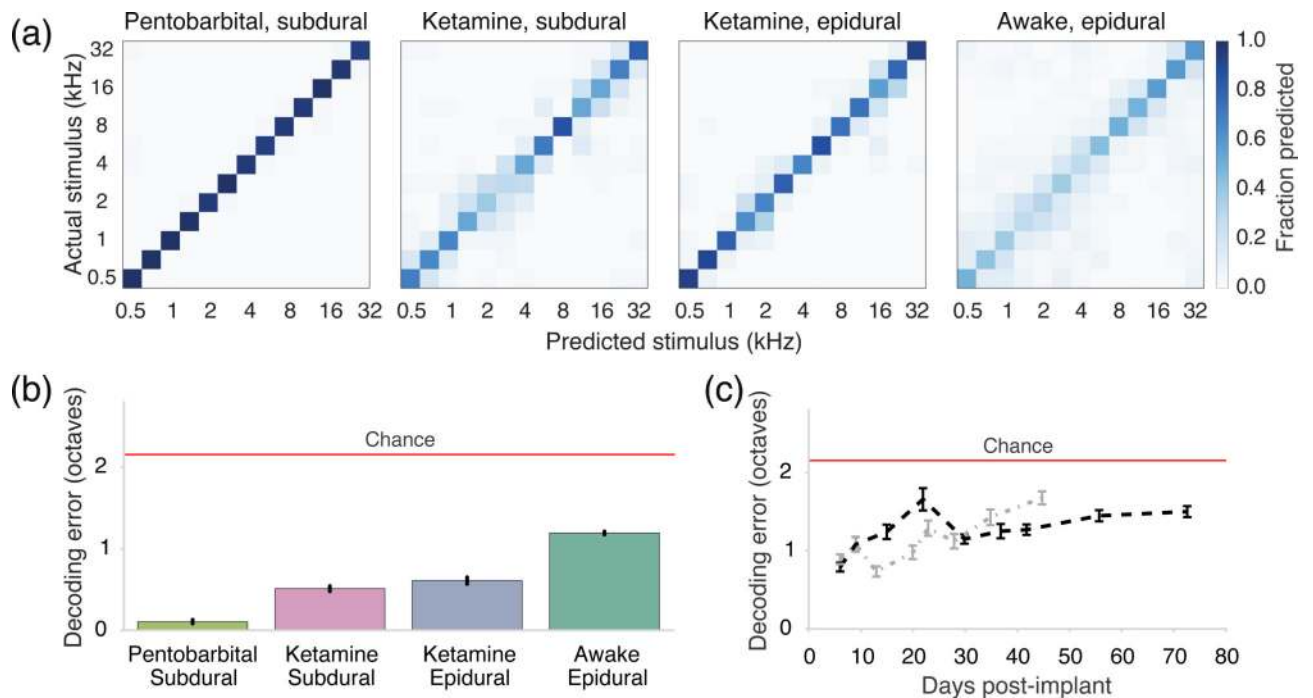 (a)
Pentobarbital, subdural
Ketamine, subdural
Ketamine, epidural
Awake, epidural
Actual stimulus (kHz)
32
16
8
4
2
1
0.5
0.5 1 2 4 8 16 32
0.5 1 2 4 8 16 32
0.5 1 2 4 8 16 32
0.5 1 2 4 8 16 32
Predicted stimulus (kHz)
1.0
0.8
0.6
0.4
0.2
0.0
Fraction predicted
(b)
Decoding error (octaves)
2
1
0
Chance
Pentobarbital
Subdural
Ketamine
Subdural
Ketamine
Epidural
Awake
Epidural
(c)
Decoding error (octaves)
2
1
0
Chance
0 10 20 30 40 50 60 70 80
Days post-implant